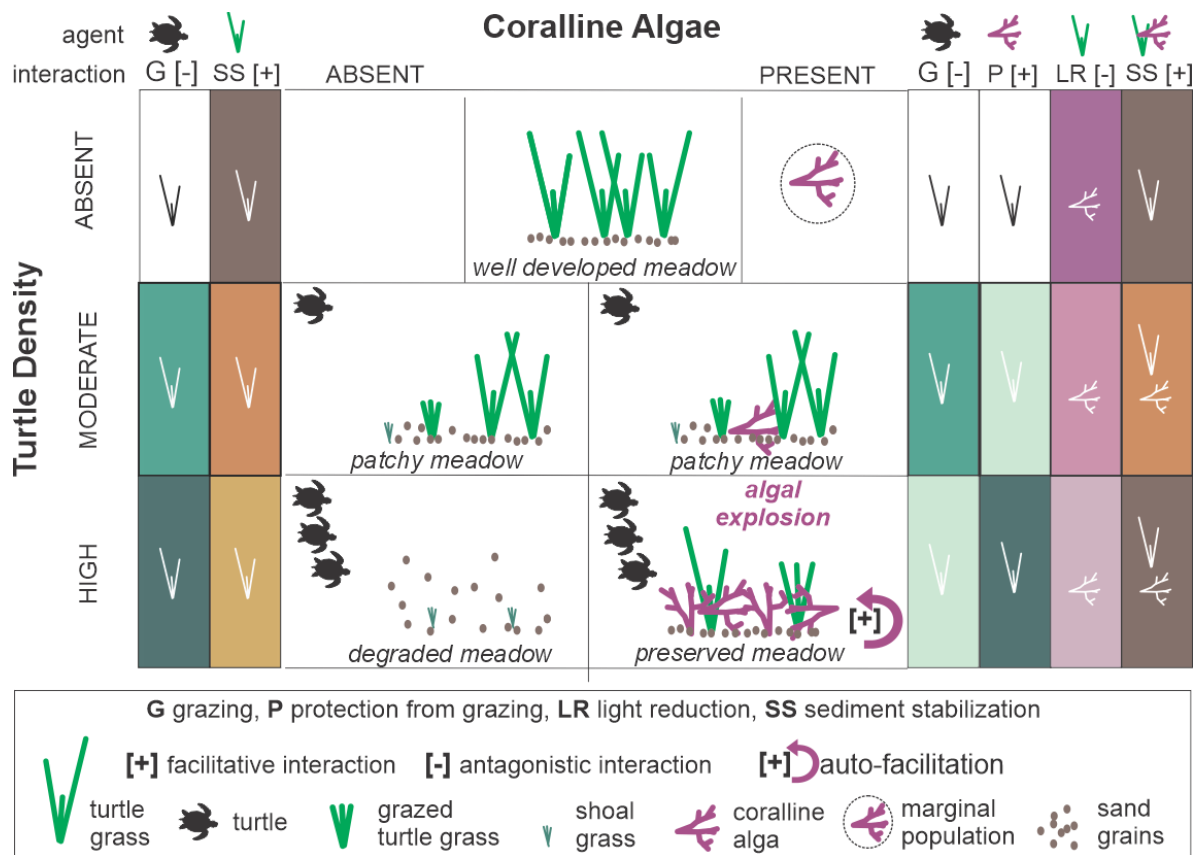 Coralline Algae
agent
interaction G [-] SS [+] ABSENT PRESENT G [-] P [+] LR [-] SS [+]
Turtle Density
ABSENT
well developed meadow
MODERATE
patchy meadow patchy meadow
HIGH
algal
explosion
[+]
degraded meadow preserved meadow
G grazing, P protection from grazing, LR light reduction, SS sediment stabilization
[+] facilitative interaction [-] antagonistic interaction [+] auto-facilitation
turtle
grass
turtle
grazed
turtle grass
shoal
grass
coralline
alga
marginal
population
sand
grains